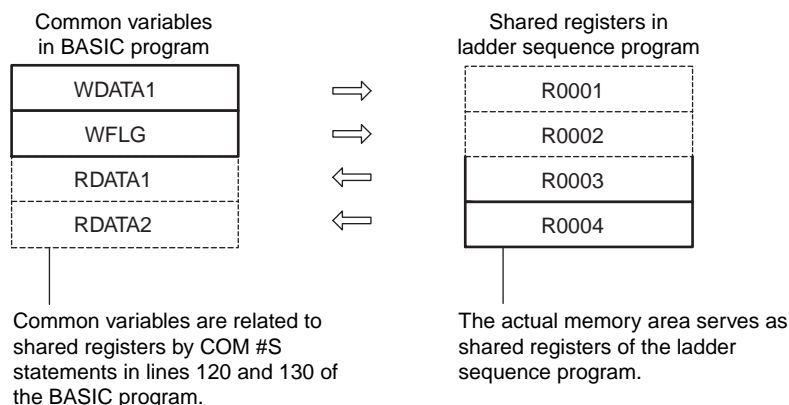 Common variables
in BASIC program
WDATA1
WFLG
RDATA1
RDATA2
Common variables are related to
shared registers by COM #S
statements in lines 120 and 130 of
the BASIC program.
Shared registers in
ladder sequence program
R0001
R0002
R0003
R0004
The actual memory area serves as
shared registers of the ladder
sequence program.